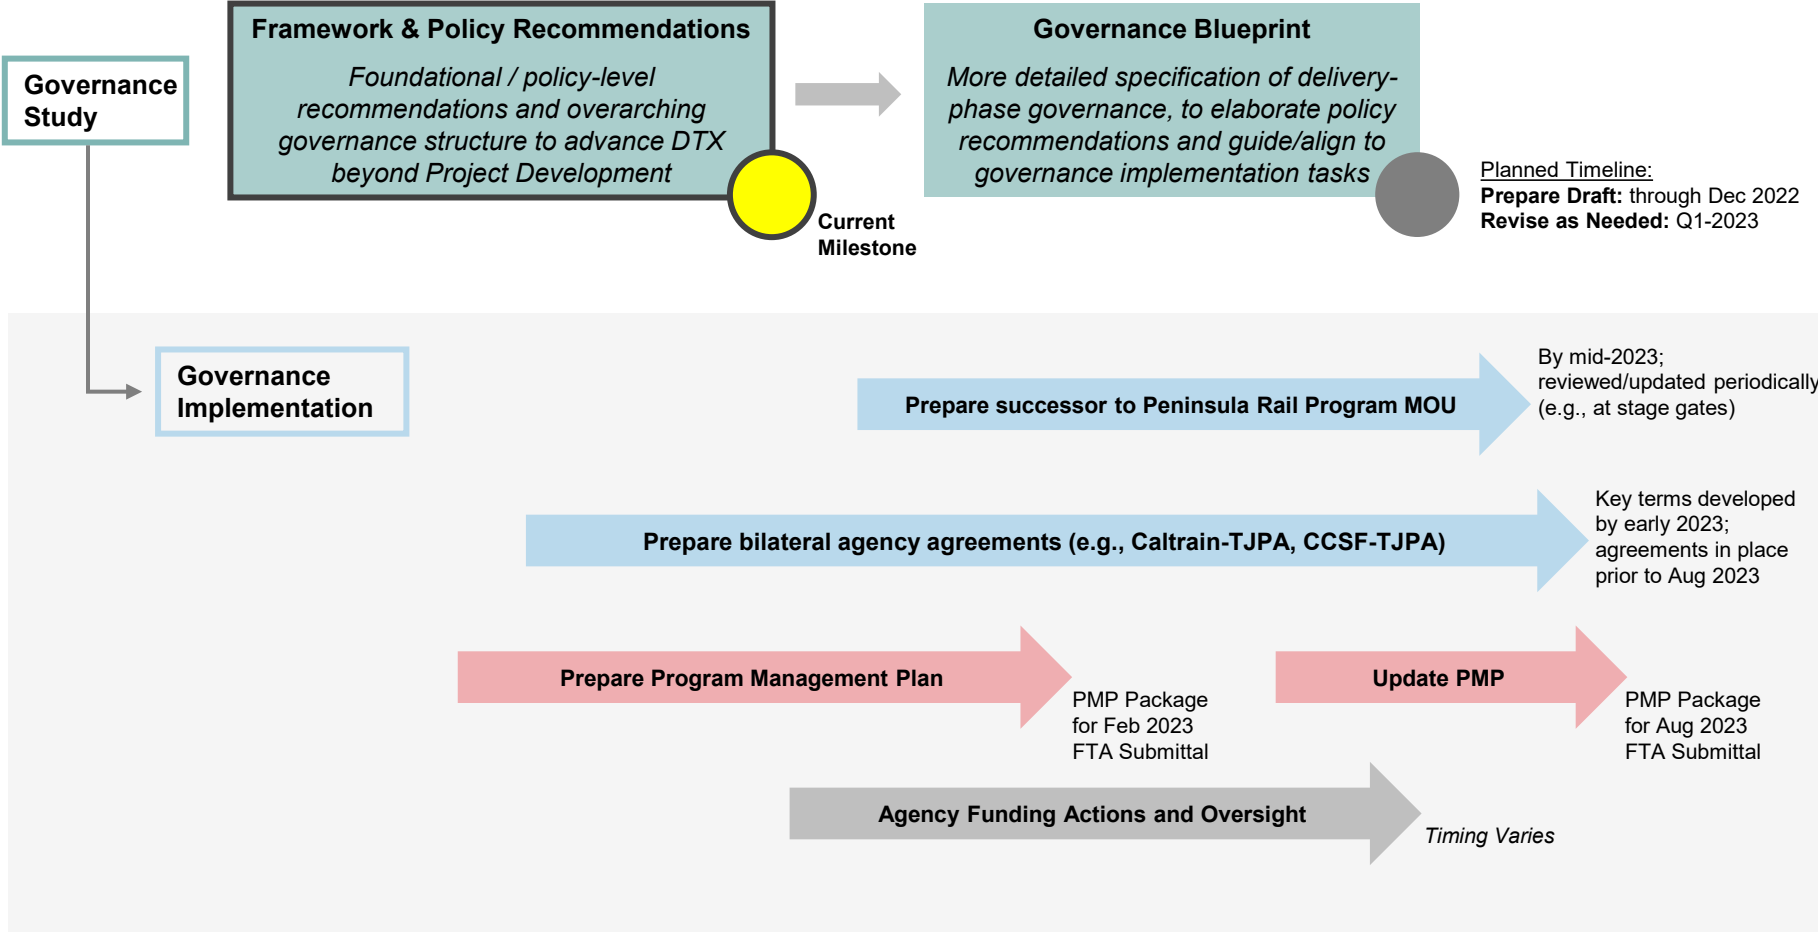 Governance
Study
Framework & Policy Recommendations
Foundational / policy-level
recommendations and overarching
governance structure to advance DTX
beyond Project Development
Current
Milestone
Governance Blueprint
More detailed specification of delivery-
phase governance, to elaborate policy
recommendations and guide/align to
governance implementation tasks
Planned Timeline:
Prepare Draft: through Dec 2022
Revise as Needed: Q1-2023
Governance
Implementation
Prepare successor to Peninsula Rail Program MOU
By mid-2023;
reviewed/updated periodically
(e.g., at stage gates)
Prepare bilateral agency agreements (e.g., Caltrain-TJPA, CCSF-TJPA)
Key terms developed
by early 2023;
agreements in place
prior to Aug 2023
Prepare Program Management Plan
PMP Package
for Feb 2023
FTA Submittal
Update PMP
PMP Package
for Aug 2023
FTA Submittal
Agency Funding Actions and Oversight
Timing Varies